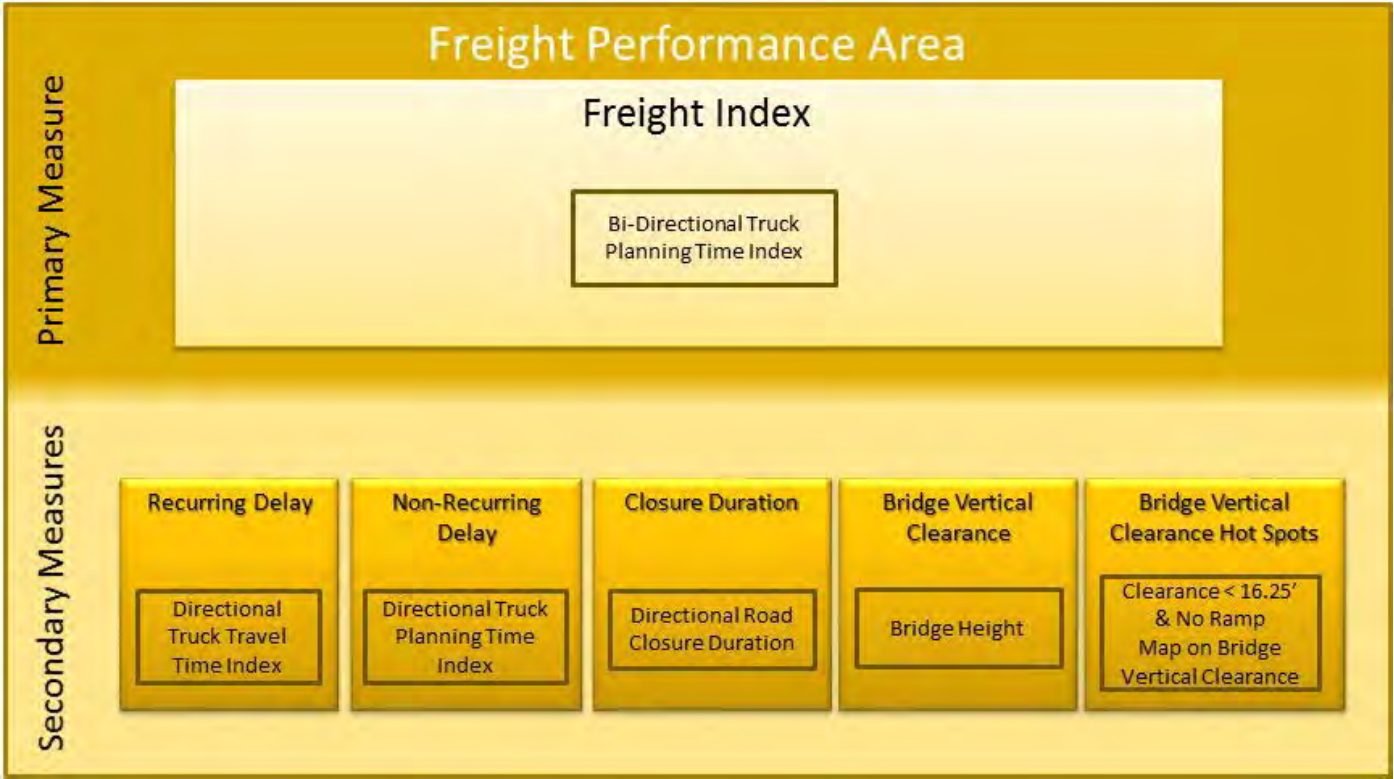 Freight Performance Area
Primary Measure
Freight Index
Bi-Directional Truck
Planning Time Index
Secondary Measures
Recurring Delay
Directional
Truck Travel
Time Index
Non-Recurring
Delay
Directional Truck
Planning Time
Index
Closure Duration
Directional Road
Closure Duration
Bridge Vertical
Clearance
Bridge Height
Bridge Vertical
Clearance Hot Spots
Clearance < 16.25’
& No Ramp
Map on Bridge
Vertical Clearance